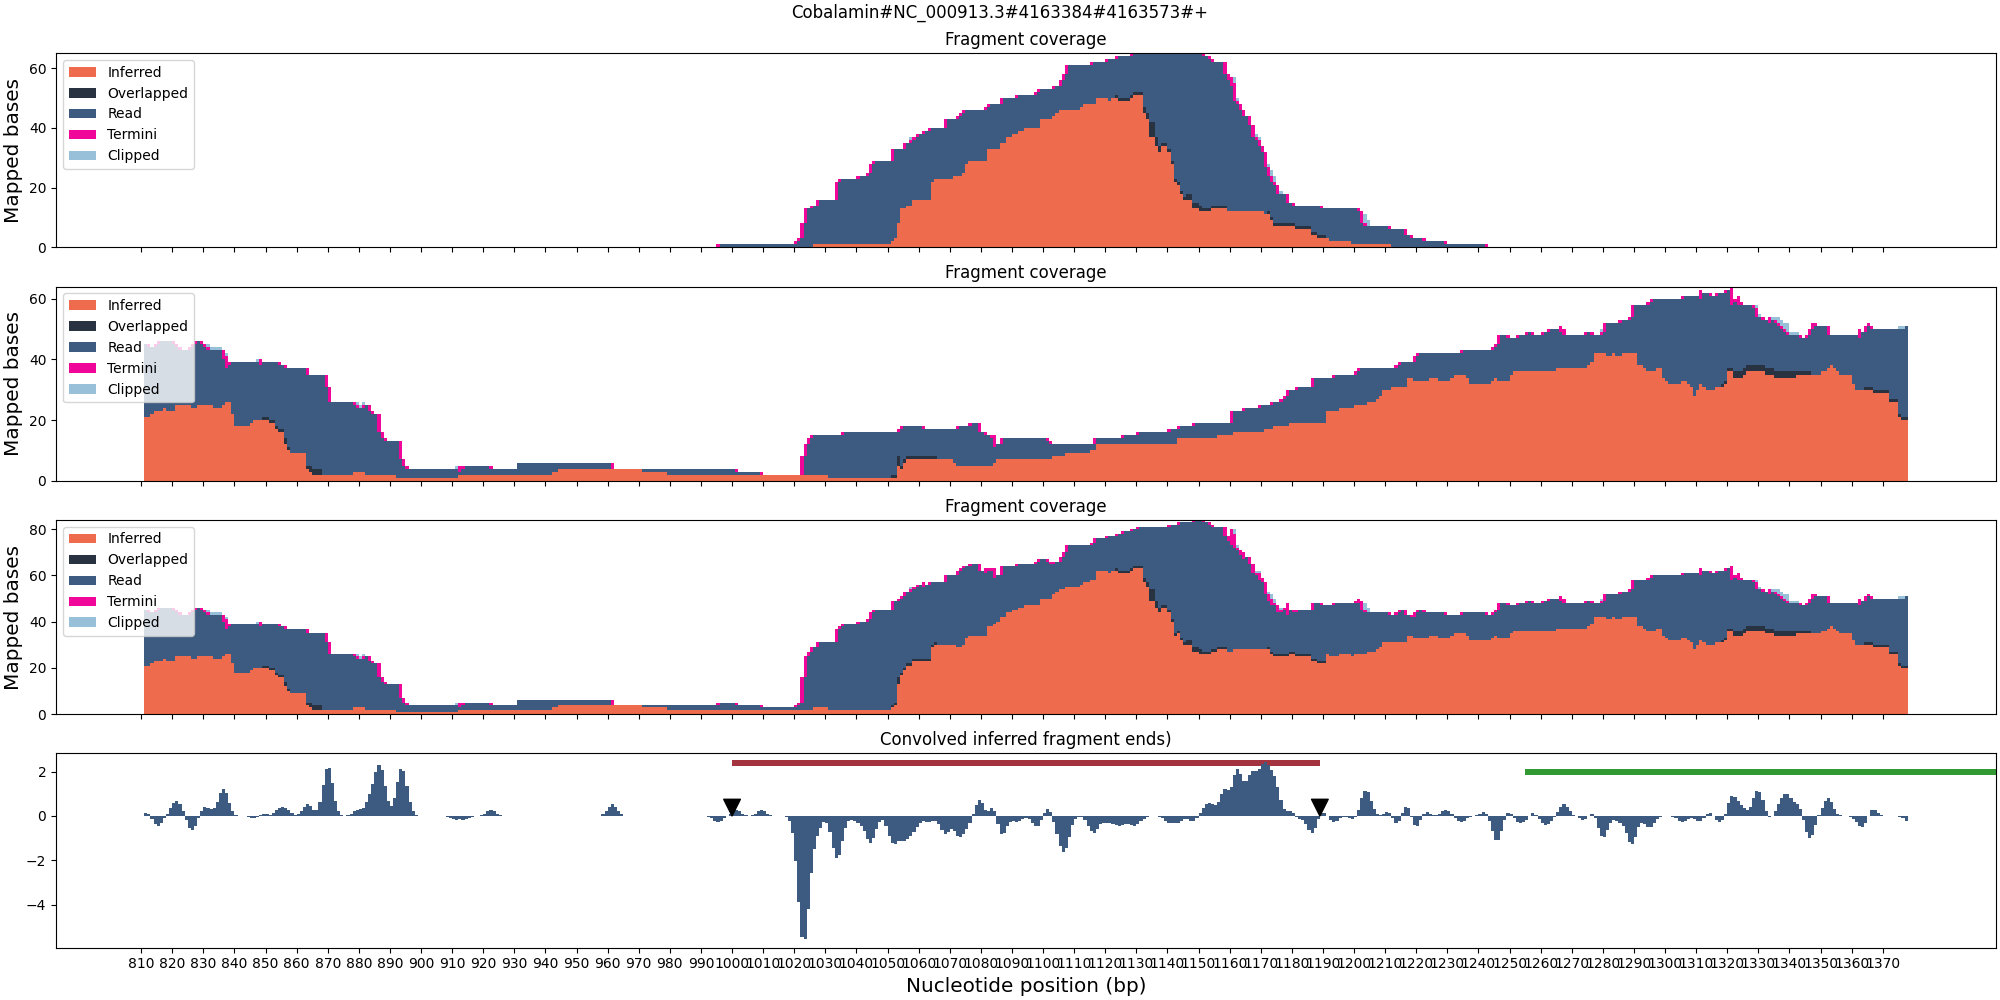 Cobalamin#NC_000913.3#4163384#4163573#+
Fragment coverage
Mapped bases
60
40
20
0
Inferred
Overlapped
Read
Termini
Clipped
Fragment coverage
Mapped bases
60
40
20
0
Inferred
Overlapped
Read
Termini
Clipped
Fragment coverage
Mapped bases
80
60
40
20
0
Inferred
Overlapped
Read
Termini
Clipped
Convolved inferred fragment ends)
2
0
−2
−4
810 820 830 840 850 860 870 880 890 900 910 920 930 940 950 960 970 980 990 1000 1010 1020 1030 1040 1050 1060 1070 1080 1090 1100 1110 1120 1130 1140 1150 1160 1170 1180 1190 1200 1210 1220 1230 1240 1250 1260 1270 1280 1290 1300 1310 1320 1330 1340 1350 1360 1370
Nucleotide position (bp)